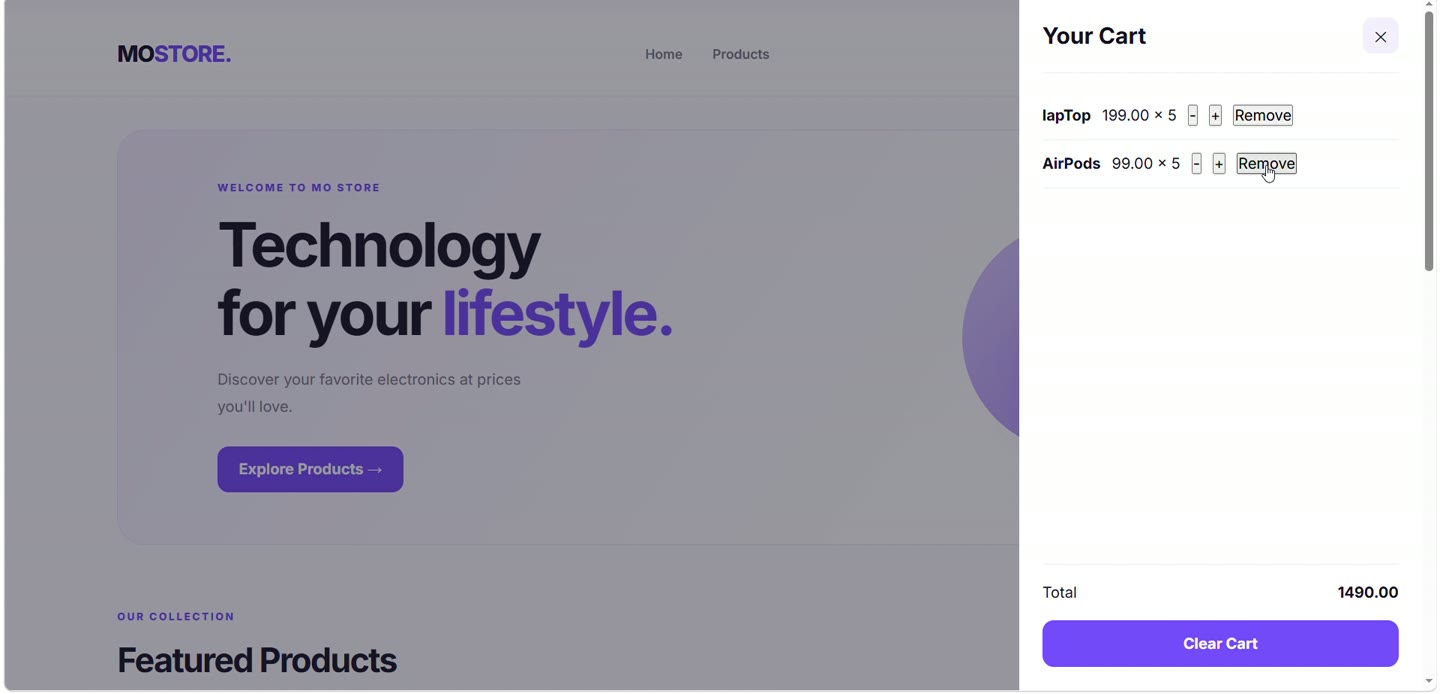 MOSTORE.
Home
Products
WELCOME TO MO STORE
Technology
for your lifestyle.
Discover your favorite electronics at prices
you'll love.
Explore Products →
OUR COLLECTION
Featured Products
Your Cart
lapTop 199.00 × 5 - + Remove
AirPods 99.00 × 5 - + Remove
Total 1490.00
Clear Cart